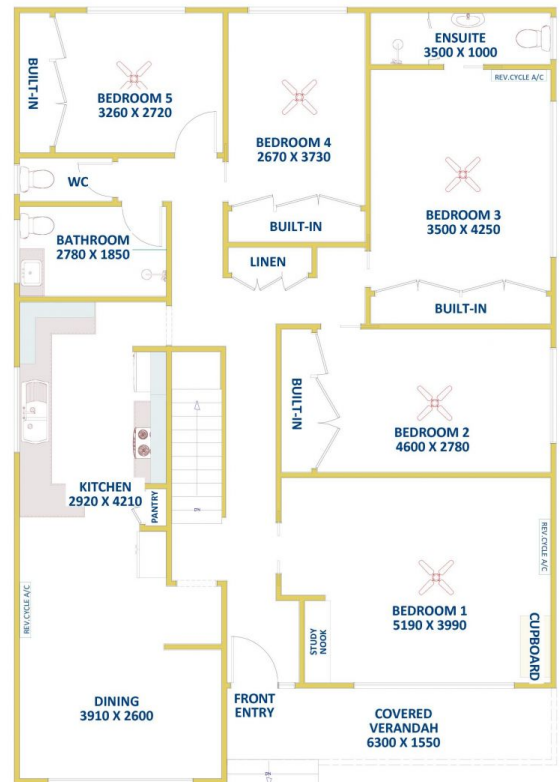 ENSUITE
3500 X 1000
REV.CYCLE A/C
BUILT-IN
BEDROOM 5
3260 X 2720
BEDROOM 4
2670 X 3730
WC
BUILT-IN
BEDROOM 3
3500 X 4250
BATHROOM
2780 X 1850
LINEN
BUILT-IN
BUILT-IN
BEDROOM 2
4600 X 2780
KITCHEN
2920 X 4210
PANTRY
REV.CYCLE A/C
REV.CYCLE A/C
BEDROOM 1
5190 X 3990
STUDY
NOOK
CUPBOARD
DINING
3910 X 2600
FRONT
ENTRY
COVERED
VERANDAH
6300 X 1550